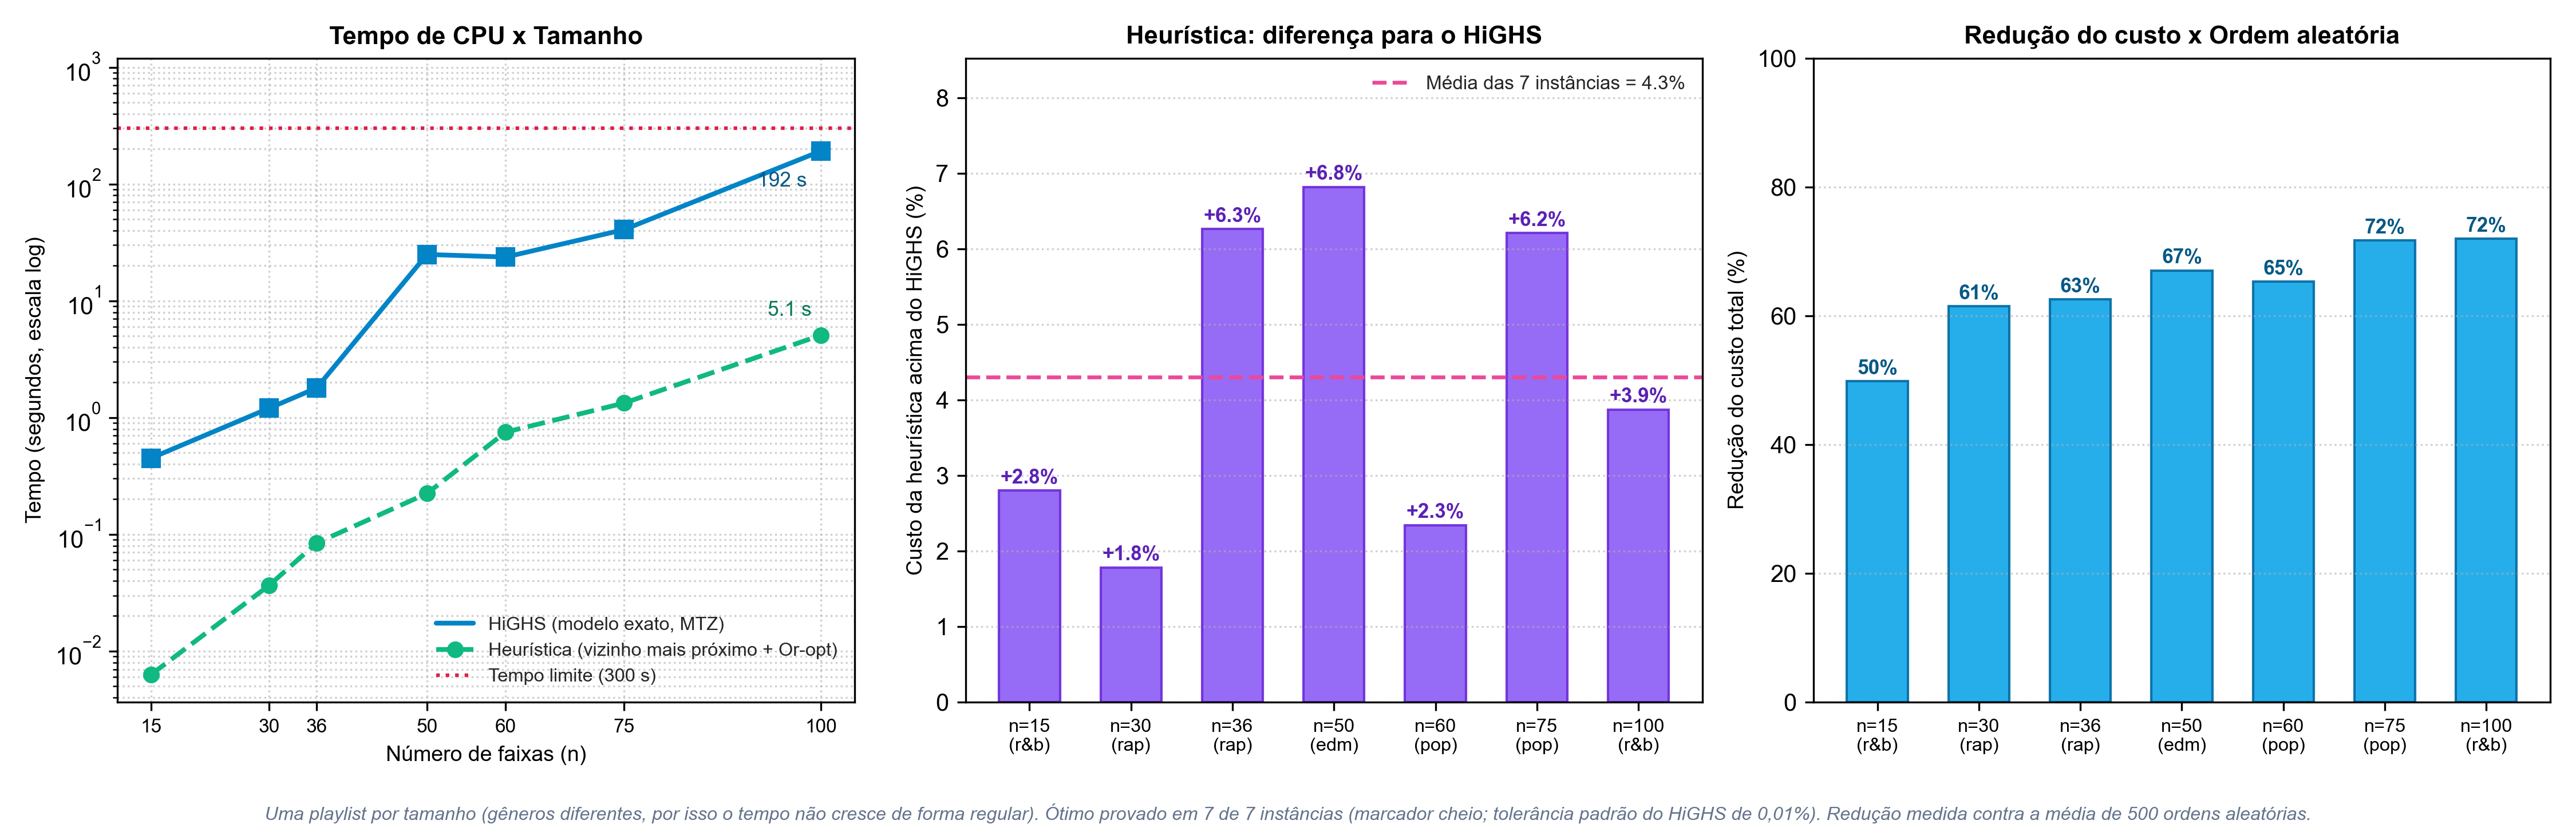 Tempo de CPU x Tamanho
Tempo (segundos, escala log)
10^3
10^2
10^1
10^0
10^−1
10^−2
192 s
5.1 s
HiGHS (modelo exato, MTZ)
Heurística (vizinho mais próximo + Or-opt)
Tempo limite (300 s)
15 30 36 50 60 75 100
Número de faixas (n)
Heurística: diferença para o HiGHS
Custo da heurística acima do HiGHS (%)
Média das 7 instâncias = 4.3%
8
7
6
5
4
3
2
1
0
+2.8% +1.8% +6.3% +6.8% +2.3% +6.2% +3.9%
n=15 n=30 n=36 n=50 n=60 n=75 n=100
(r&b) (rap) (rap) (edm) (pop) (pop) (r&b)
Redução do custo x Ordem aleatória
Redução do custo total (%)
100
80
60
40
20
0
50% 61% 63% 67% 65% 72% 72%
n=15 n=30 n=36 n=50 n=60 n=75 n=100
(r&b) (rap) (rap) (edm) (pop) (pop) (r&b)
Uma playlist por tamanho (gêneros diferentes, por isso o tempo não cresce de forma regular). Ótimo provado em 7 de 7 instâncias (marcador cheio; tolerância padrão do HiGHS de 0,01%). Redução medida contra a média de 500 ordens aleatórias.